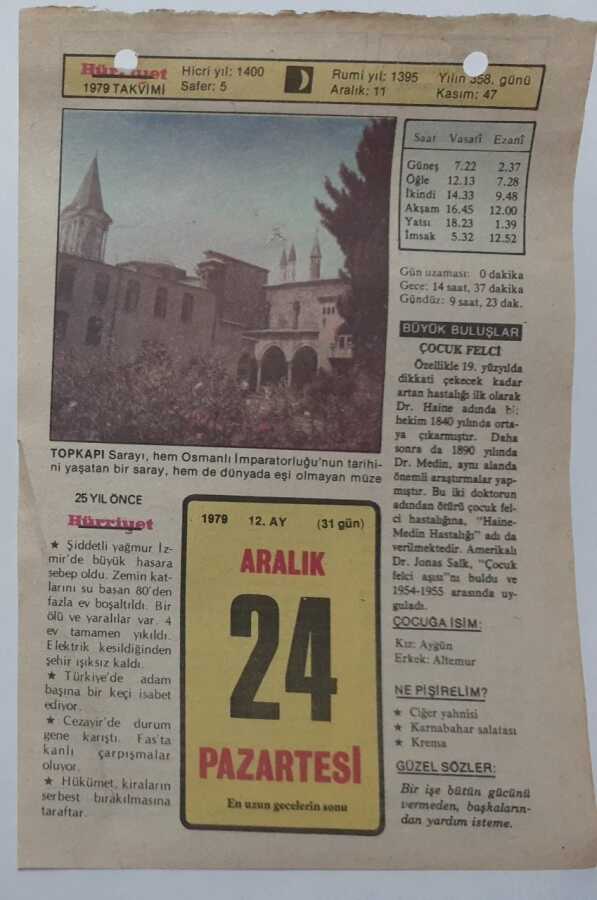 Hürriyet
1979 TAKVİMİ
Hicri yıl: 1400
Safer: 5
Rumi yıl: 1395
Aralık: 11
Yılın 358. günü
Kasım: 47
Saat Vasatî Ezanî
Güneş 7.22 2.37
Öğle 12.13 7.28
İkindi 14.33 9.48
Akşam 16.45 12.00
Yatsı 18.23 1.39
İmsak 5.32 12.52
Gün uzaması: 0 dakika
Gece: 14 saat, 37 dakika
Gündüz: 9 saat, 23 dak.
TOPKAPI Sarayı, hem Osmanlı İmparatorluğu'nun tarihi-
ni yaşatan bir saray, hem de dünyada eşi olmayan müze
25 YIL ÖNCE
Hürriyet
★ Şiddetli yağmur İz-
mir'de büyük hasara
sebep oldu. Zemin kat-
larını su basan 80'den
fazla ev boşaltıldı. Bir
ölü ve yaralılar var. 4
ev tamamen yıkıldı.
Elektrik kesildiğinden
şehir ışıksız kaldı.
★ Türkiye'de adam
başına bir keçi isabet
ediyor.
★ Cezayir'de durum
gene karıştı. Fas'ta
kanlı çarpışmalar
oluyor.
★ Hükümet, kiraların
serbest bırakılmasına
taraftar.
1979 12. AY (31 gün)
ARALIK
24
PAZARTESİ
En uzun gecelerin sonu
BÜYÜK BULUŞLAR
ÇOCUK FELCİ
Özellikle 19. yüzyılda
dikkati çekecek kadar
artan hastalığı ilk olarak
Dr. Haine adında bir
hekim 1840 yılında orta-
ya çıkarmıştır. Daha
sonra da 1890 yılında
Dr. Medin, aynı alanda
önemli araştırmalar yap-
mıştır. Bu iki doktorun
adından ötürü çocuk fel-
ci hastalığına, "Haine-
Medin Hastalığı" adı da
verilmektedir. Amerikalı
Dr. Jonas Salk, "Çocuk
felci aşısı"nı buldu ve
1954-1955 arasında uy-
guladı.
ÇOCUĞA İSİM:
Kız: Aygün
Erkek: Altemur
NE PİŞİRELİM?
★ Ciğer yahnisi
★ Karnabahar salatası
★ Krema
GÜZEL SÖZLER:
Bir işe bütün gücünü
vermeden, başkaların-
dan yardım isteme.